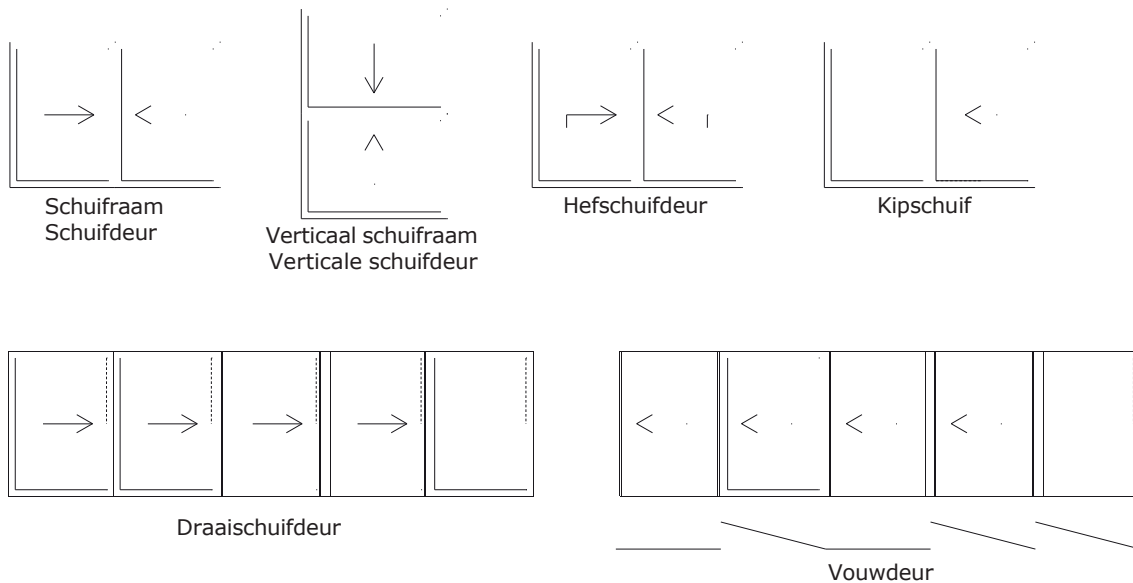 Schuifraam
Schuifdeur
Verticaal schuifraam
Verticale schuifdeur
Hefschuifdeur
Kipschuif
Draaischuifdeur
Vouwdeur